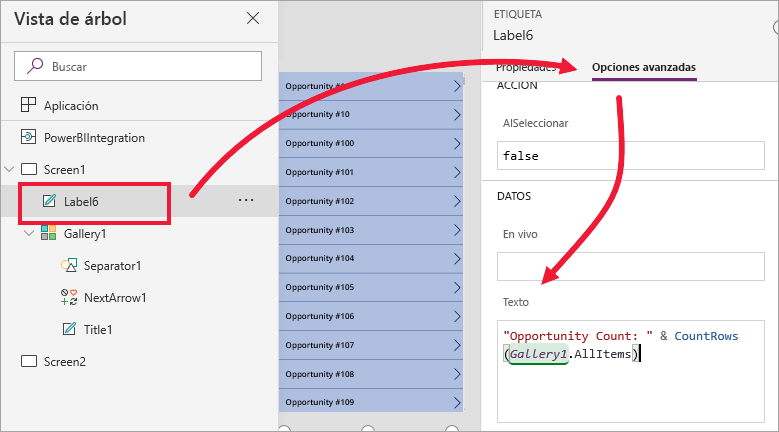 Vista de árbol
Buscar
Aplicación
PowerBIIntegration
Screen1
Label6
Gallery1
Separator1
NextArrow1
Title1
Screen2
Opportunity #1
Opportunity #10
Opportunity #100
Opportunity #101
Opportunity #102
Opportunity #103
Opportunity #104
Opportunity #105
Opportunity #106
Opportunity #107
Opportunity #108
Opportunity #109
ETIQUETA
Label6
Propiedades
Opciones avanzadas
ACCIÓN
AlSeleccionar
false
DATOS
En vivo
Texto
"Opportunity Count: " & CountRows
(Gallery1.AllItems)